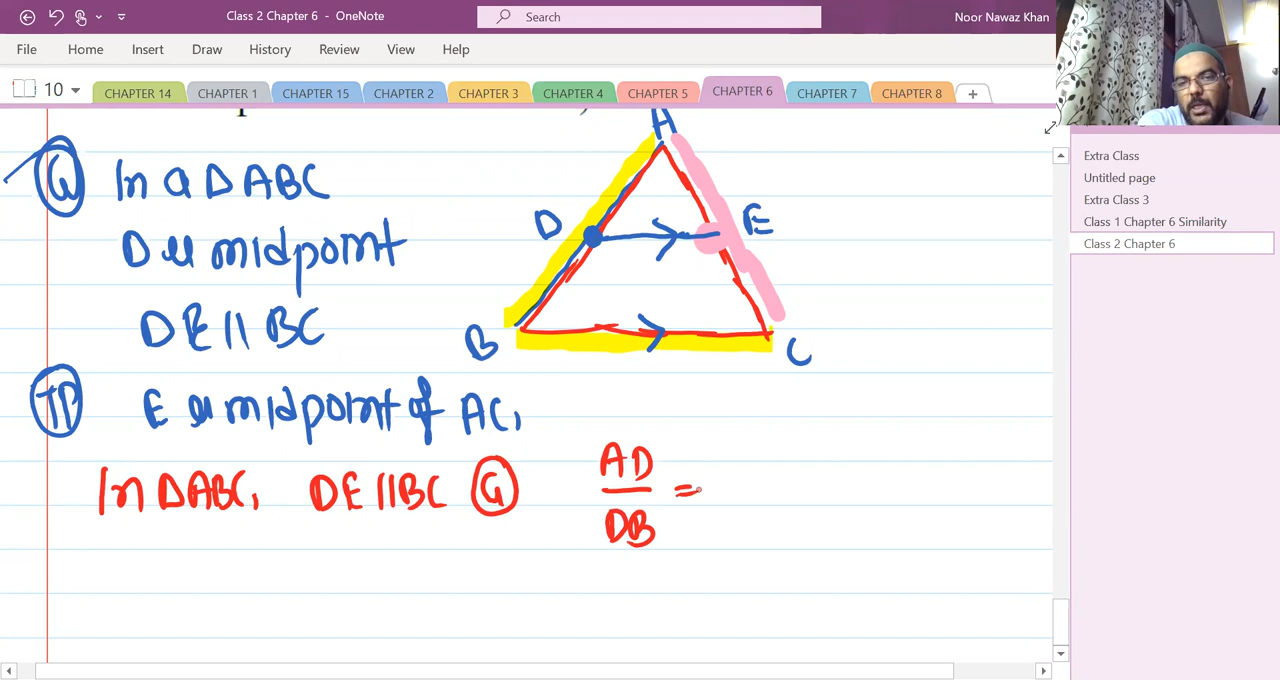 Class 2 Chapter 6 - OneNote
Search
Noor Nawaz Khan
File Home Insert Draw History Review View Help
10 CHAPTER 14 CHAPTER 1 CHAPTER 15 CHAPTER 2 CHAPTER 3 CHAPTER 4 CHAPTER 5 CHAPTER 6 CHAPTER 7 CHAPTER 8 +
Extra Class
Untitled page
Extra Class 3
Class 1 Chapter 6 Similarity
Class 2 Chapter 6
A
D E
B C
G In a Δ ABC
D is midpoint
DE || BC
TP E is midpoint of AC,
In Δ ABC, DE || BC G AD
=
DB